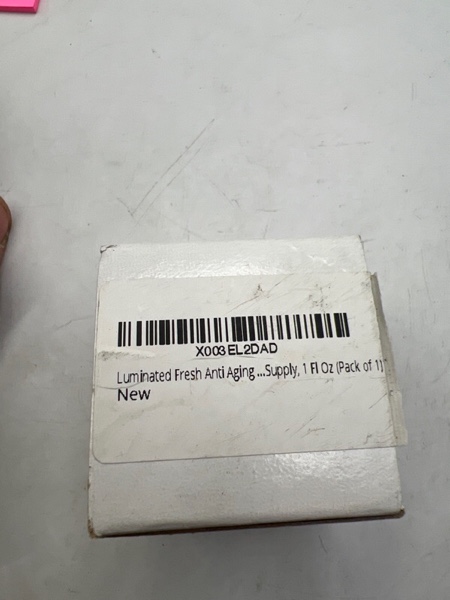 X003EL2DAD
Luminated Fresh Anti Aging ...Supply, 1 Fl Oz (Pack of 1)
New